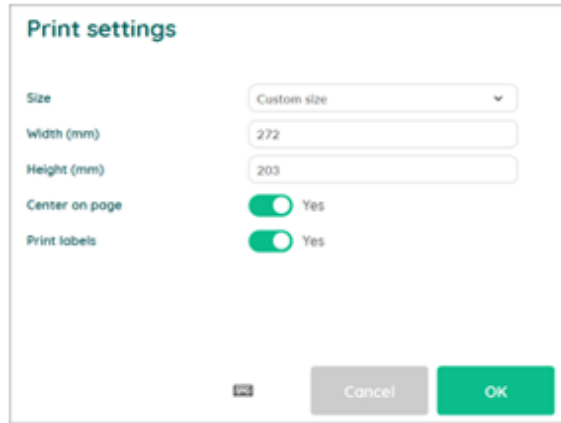 Print settings
Size Custom size
Width (mm) 272
Height (mm) 203
Center on page Yes
Print labels Yes
Cancel OK